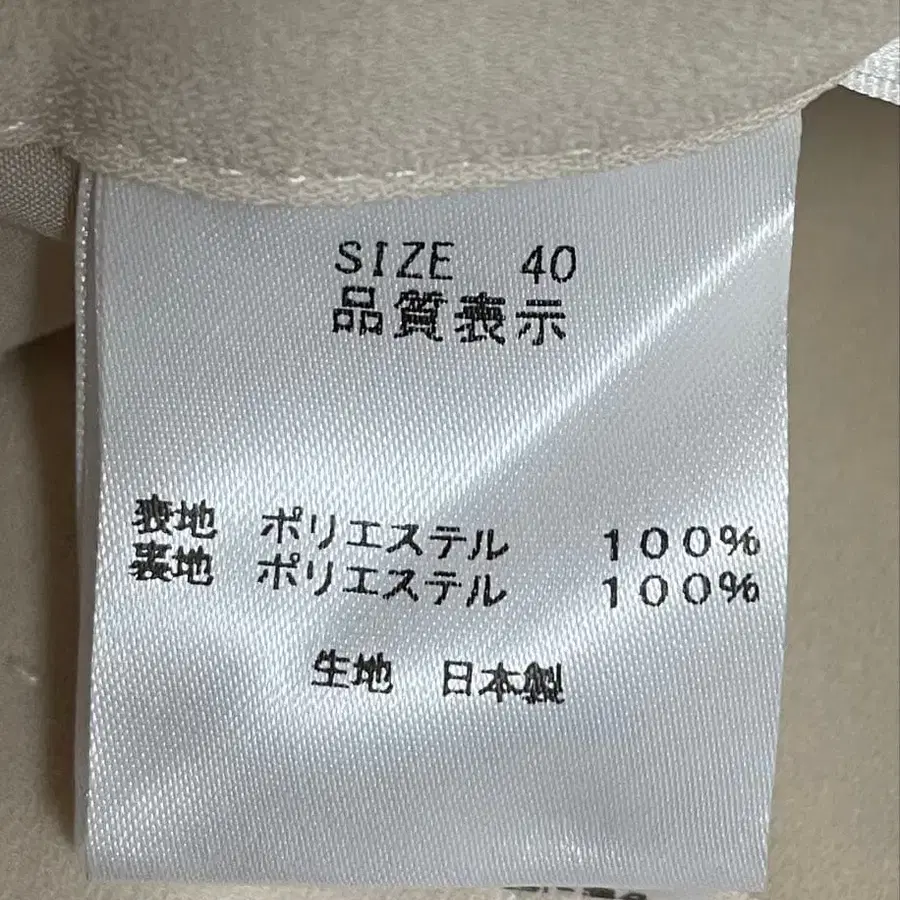 SIZE 40
品質表示
表地 ポリエステル 100%
裏地 ポリエステル 100%
生地 日本製